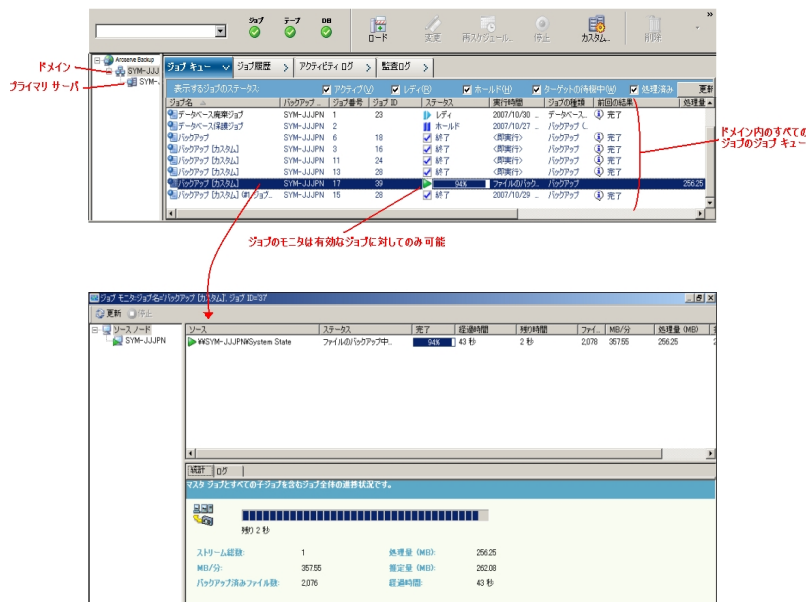 ジョブ テープ DB
ロード 変更 再スケジュール... 停止 カスタム... 削除
»
ドメイン
プライマリ サーバ
Arcserve Backup
SYM-JJJ
SYM-
ジョブ キュー ジョブ履歴 アクティビティ ログ 監査ログ
表示するジョブのステータス: アクティブ(V) レディ(R) ホールド(H) ターゲットの待機中(W) 処理済み 更新
ジョブ名 バックアップ... ジョブ番号 ジョブ ID ステータス 実行時間 ジョブの種類 前回の結果 処理量
データベース廃棄ジョブ SYM-JJJPN 1 23 レディ 2007/10/30 ... データベース... 完了
データベース保護ジョブ SYM-JJJPN 2 ホールド 2007/10/27 ... バックアップ (...
バックアップ SYM-JJJPN 6 18 終了 <即実行> バックアップ 完了
バックアップ [カスタム] SYM-JJJPN 3 16 終了 <即実行> バックアップ 完了
バックアップ [カスタム] SYM-JJJPN 11 24 終了 <即実行> バックアップ 完了
バックアップ [カスタム] SYM-JJJPN 13 28 終了 <即実行> バックアップ 完了
バックアップ [カスタム] SYM-JJJPN 17 39 94% ファイルのバック... バックアップ 256.25
バックアップ [カスタム] (#1, ジョブ... SYM-JJJPN 15 28 終了 2007/10/29 ... バックアップ 完了
ドメイン内のすべての
ジョブのジョブ キュー
ジョブのモニタは有効なジョブに対してのみ 可能
ジョブ モニタ:ジョブ名='バックアップ [カスタム]', ジョブ ID='37'
更新 停止
ソース ノード
SYM-JJJPN
ソース ステータス 完了 経過時間 残り時間 ファイ... MB/分 処理量 (MB)
¥¥SYM-JJJPN¥System State ファイルのバックアップ中... 94% 43 秒 2 秒 2,078 357.55 256.25
統計 ログ
マスタ ジョブとすべての子ジョブを含むジョブ全体の進捗状況です。
残り 2 秒
ストリーム総数: 1 処理量 (MB): 256.25
MB/分: 357.55 推定量 (MB): 262.08
バックアップ済みファイル数: 2,076 経過時間: 43 秒